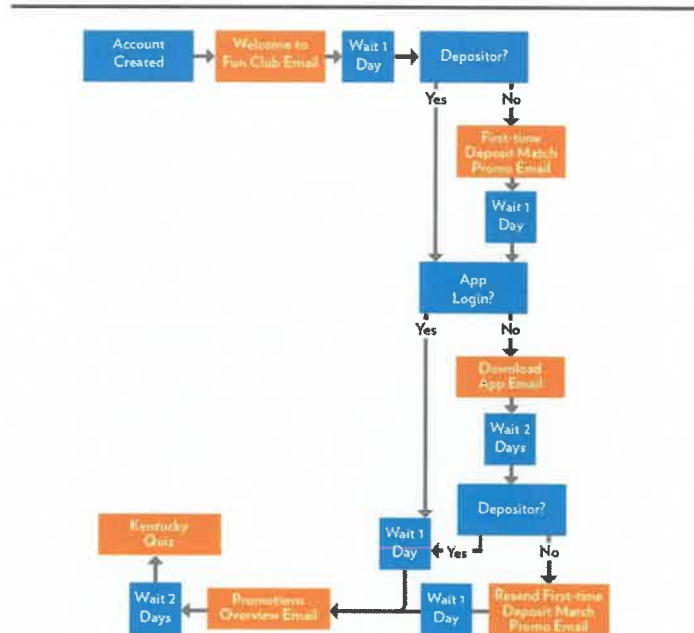 Account
Created
Welcome to
Fun Club Email
Wait 1
Day
Depositor?
Yes
No
First-time
Deposit Match
Promo Email
Wait 1
Day
App
Login?
Yes
No
Download
App Email
Wait 2
Days
Depositor?
Yes
No
Kentucky
Quiz
Wait 1
Day
Wait 2
Days
Promotions
Overview Email
Wait 1
Day
Resend First-time
Deposit Match
Promo Email